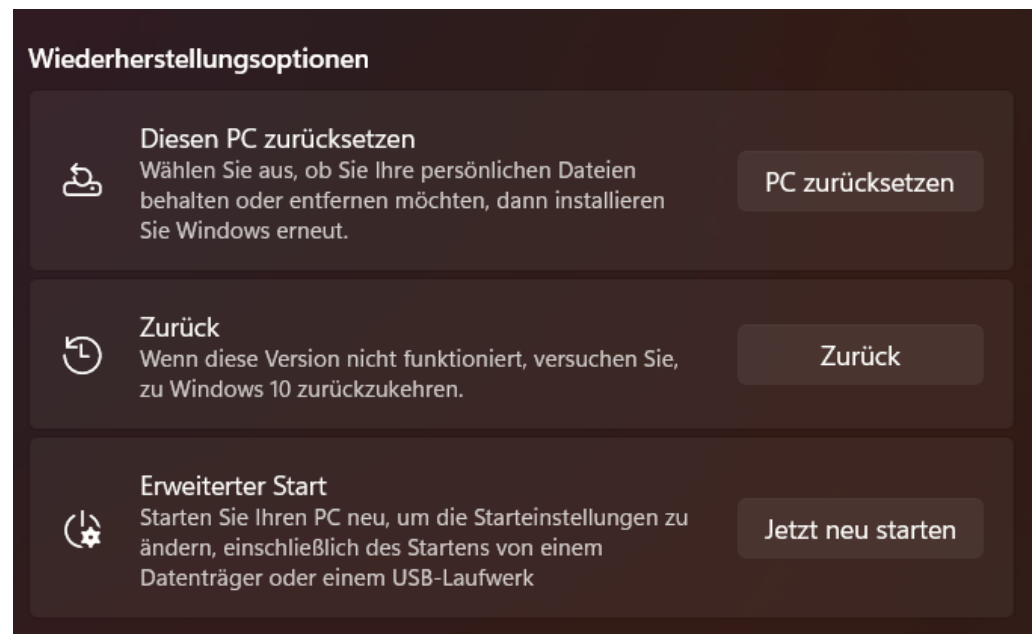 Wiederherstellungsoptionen
Diesen PC zurücksetzen
Wählen Sie aus, ob Sie Ihre persönlichen Dateien
behalten oder entfernen möchten, dann installieren
Sie Windows erneut.
PC zurücksetzen
Zurück
Wenn diese Version nicht funktioniert, versuchen Sie,
zu Windows 10 zurückzukehren.
Zurück
Erweiterter Start
Starten Sie Ihren PC neu, um die Starteinstellungen zu
ändern, einschließlich des Startens von einem
Datenträger oder einem USB-Laufwerk
Jetzt neu starten